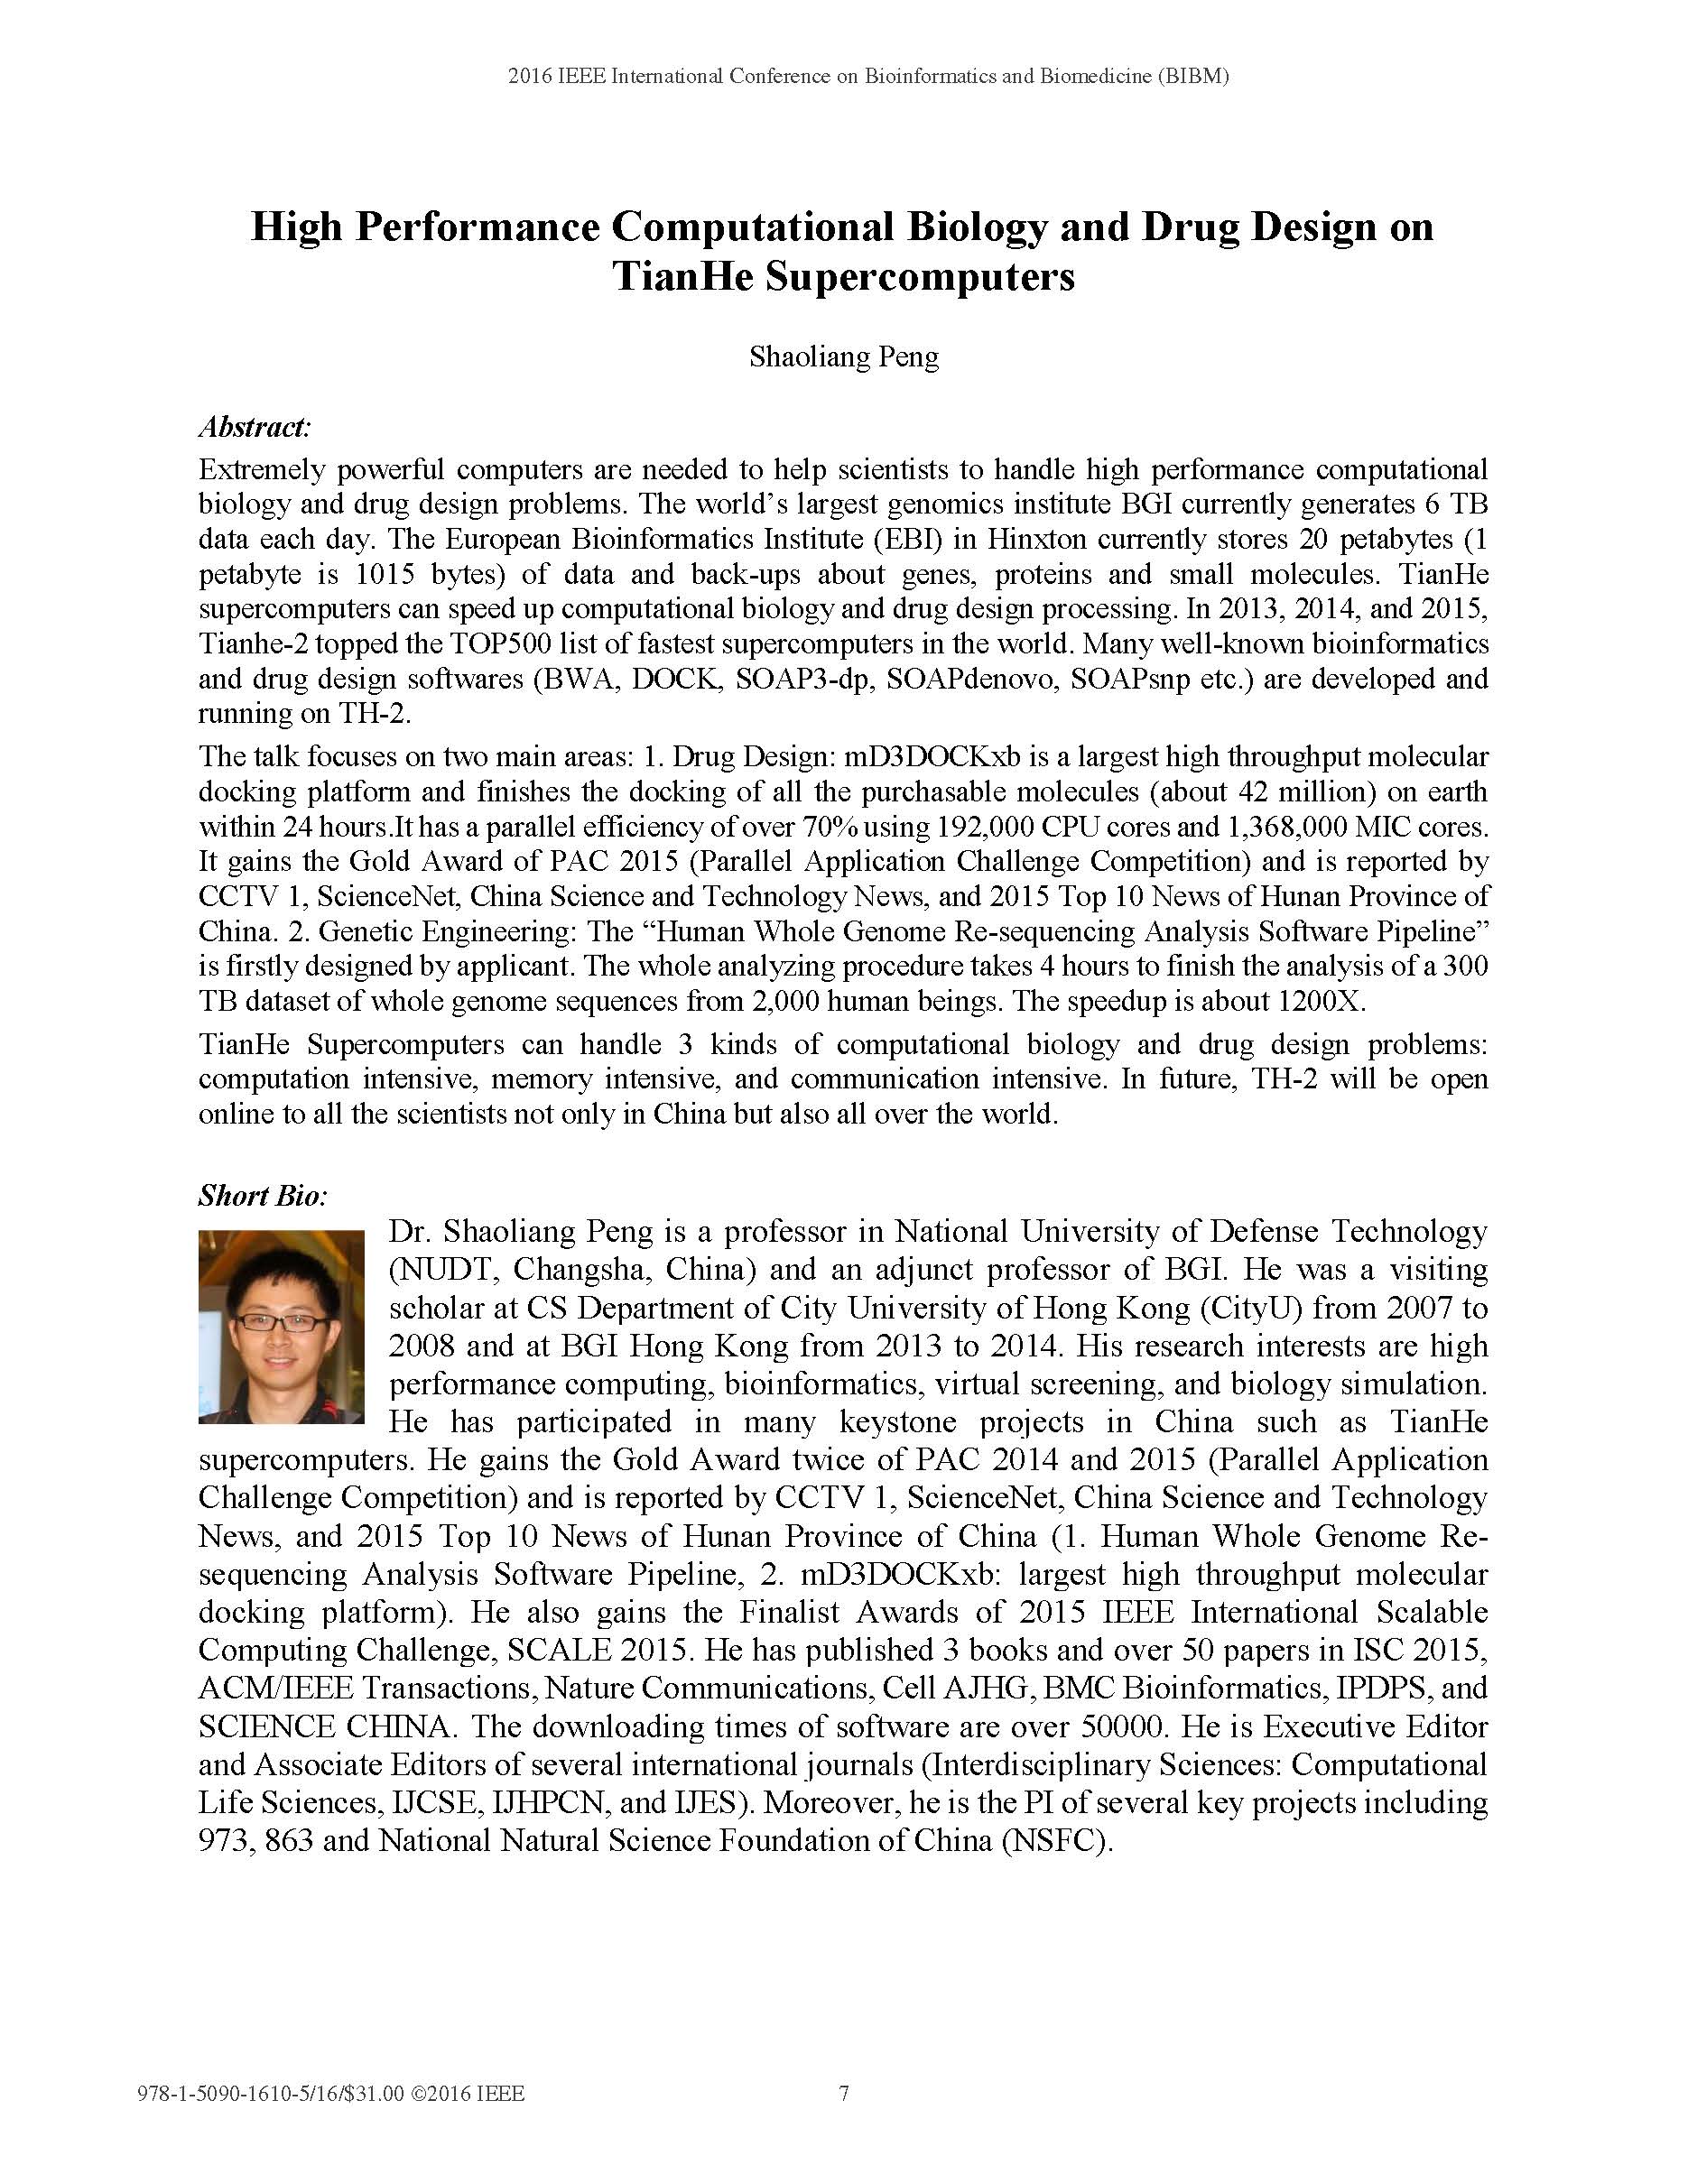 2016 IEEE International Conference on Bioinformatics and Biomedicine (BIBM)
High Performance Computational Biology and Drug Design on
TianHe Supercomputers
Shaoliang Peng
Abstract:
Extremely powerful computers are needed to help scientists to handle high performance computational
biology and drug design problems. The world’s largest genomics institute BGI currently generates 6 TB
data each day. The European Bioinformatics Institute (EBI) in Hinxton currently stores 20 petabytes (1
petabyte is 1015 bytes) of data and back-ups about genes, proteins and small molecules. TianHe
supercomputers can speed up computational biology and drug design processing. In 2013, 2014, and 2015,
Tianhe-2 topped the TOP500 list of fastest supercomputers in the world. Many well-known bioinformatics
and drug design softwares (BWA, DOCK, SOAP3-dp, SOAPdenovo, SOAPsnp etc.) are developed and
running on TH-2.
The talk focuses on two main areas: 1. Drug Design: mD3DOCKxb is a largest high throughput molecular
docking platform and finishes the docking of all the purchasable molecules (about 42 million) on earth
within 24 hours.It has a parallel efficiency of over 70% using 192,000 CPU cores and 1,368,000 MIC cores.
It gains the Gold Award of PAC 2015 (Parallel Application Challenge Competition) and is reported by
CCTV 1, ScienceNet, China Science and Technology News, and 2015 Top 10 News of Hunan Province of
China. 2. Genetic Engineering: The “Human Whole Genome Re-sequencing Analysis Software Pipeline”
is firstly designed by applicant. The whole analyzing procedure takes 4 hours to finish the analysis of a 300
TB dataset of whole genome sequences from 2,000 human beings. The speedup is about 1200X.
TianHe Supercomputers can handle 3 kinds of computational biology and drug design problems:
computation intensive, memory intensive, and communication intensive. In future, TH-2 will be open
online to all the scientists not only in China but also all over the world.
Short Bio:
Dr. Shaoliang Peng is a professor in National University of Defense Technology
(NUDT, Changsha, China) and an adjunct professor of BGI. He was a visiting
scholar at CS Department of City University of Hong Kong (CityU) from 2007 to
2008 and at BGI Hong Kong from 2013 to 2014. His research interests are high
performance computing, bioinformatics, virtual screening, and biology simulation.
He has participated in many keystone projects in China such as TianHe
supercomputers. He gains the Gold Award twice of PAC 2014 and 2015 (Parallel Application
Challenge Competition) and is reported by CCTV 1, ScienceNet, China Science and Technology
News, and 2015 Top 10 News of Hunan Province of China (1. Human Whole Genome Re-
sequencing Analysis Software Pipeline, 2. mD3DOCKxb: largest high throughput molecular
docking platform). He also gains the Finalist Awards of 2015 IEEE International Scalable
Computing Challenge, SCALE 2015. He has published 3 books and over 50 papers in ISC 2015,
ACM/IEEE Transactions, Nature Communications, Cell AJHG, BMC Bioinformatics, IPDPS, and
SCIENCE CHINA. The downloading times of software are over 50000. He is Executive Editor
and Associate Editors of several international journals (Interdisciplinary Sciences: Computational
Life Sciences, IJCSE, IJHPCN, and IJES). Moreover, he is the PI of several key projects including
973, 863 and National Natural Science Foundation of China (NSFC).
978-1-5090-1610-5/16/$31.00 ©2016 IEEE
7